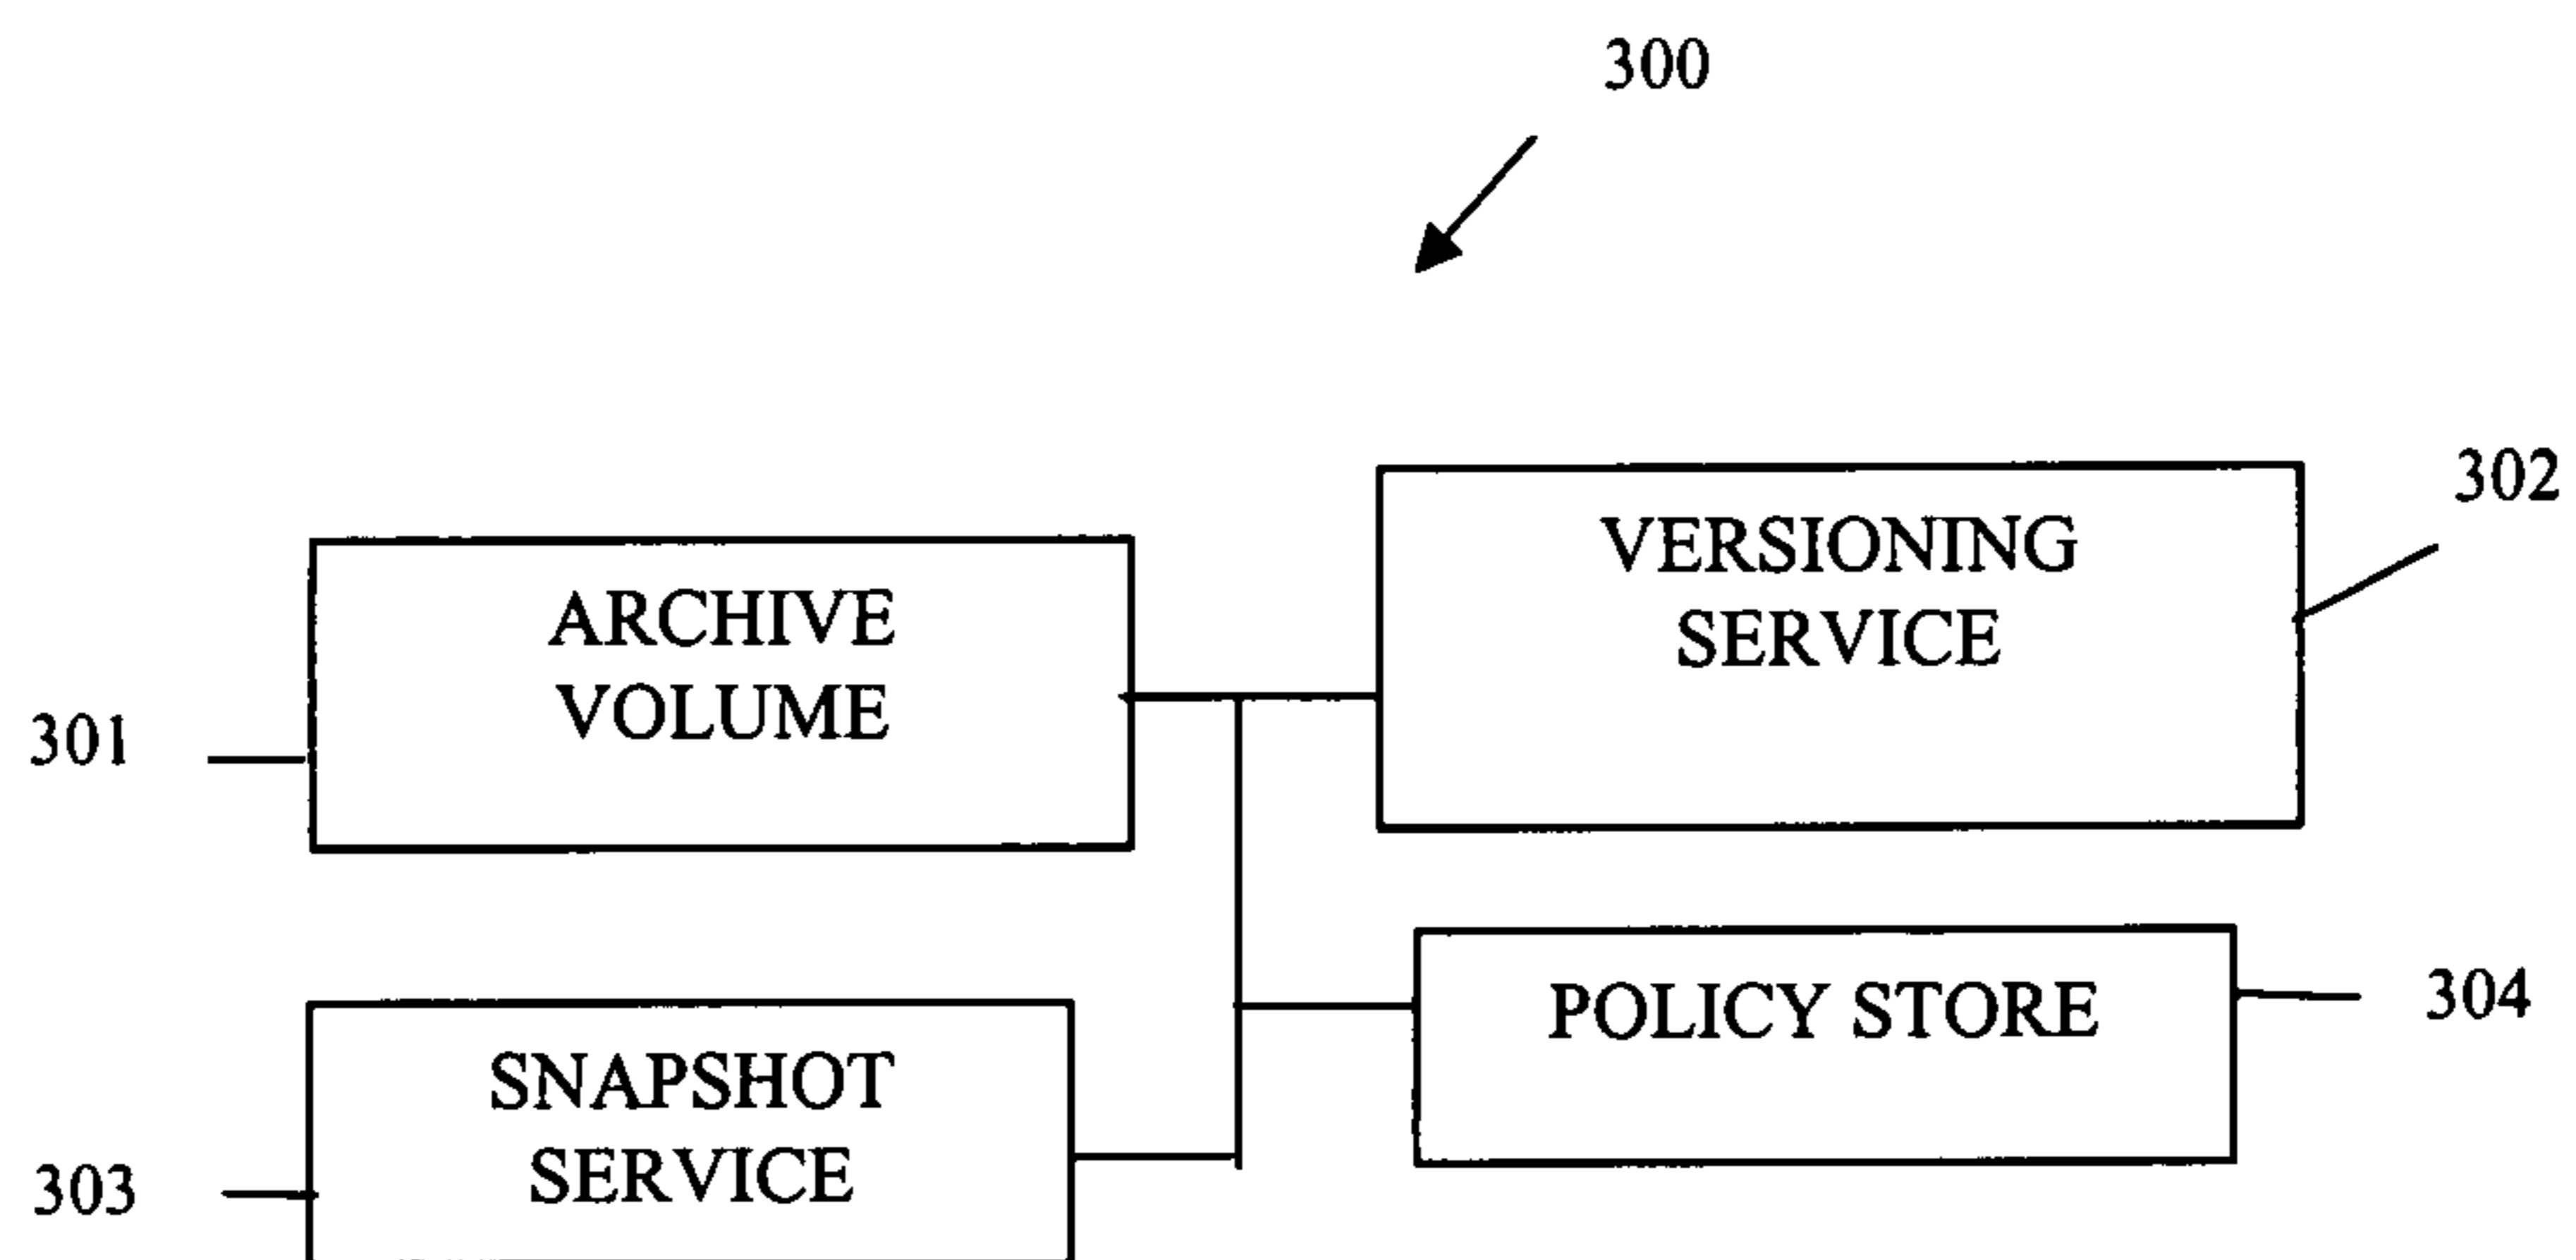 300
302
VERSIONING
SERVICE
ARCHIVE
VOLUME
301
POLICY STORE
304
SNAPSHOT
SERVICE
303